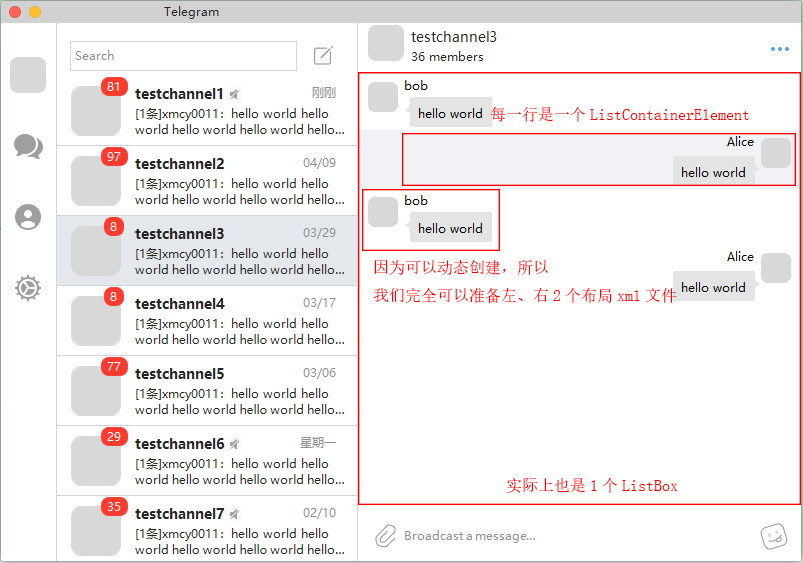 Telegram
Search
81
testchannel1
刚刚
[1条]xmcy0011：hello world hello
world hello world hello world hello...
97
testchannel2
04/09
[1条]xmcy0011：hello world hello
world hello world hello world hello...
8
testchannel3
03/29
[1条]xmcy0011：hello world hello
world hello world hello world hello...
8
testchannel4
03/17
[1条]xmcy0011：hello world hello
world hello world hello world hello...
77
testchannel5
03/06
[1条]xmcy0011：hello world hello
world hello world hello world hello...
29
testchannel6
星期一
[1条]xmcy0011：hello world hello
world hello world hello world hello...
35
testchannel7
02/10
[1条]xmcy0011：hello world hello
world hello world hello world hello...
testchannel3
36 members
bob
hello world
每一行是一个 ListContainerElement
Alice
hello world
bob
hello world
Alice
hello world
因为可以动态创建，所以
我们完全可以准备左、右 2 个布局 xml 文件
实际上也是 1 个 ListBox
Broadcast a message...